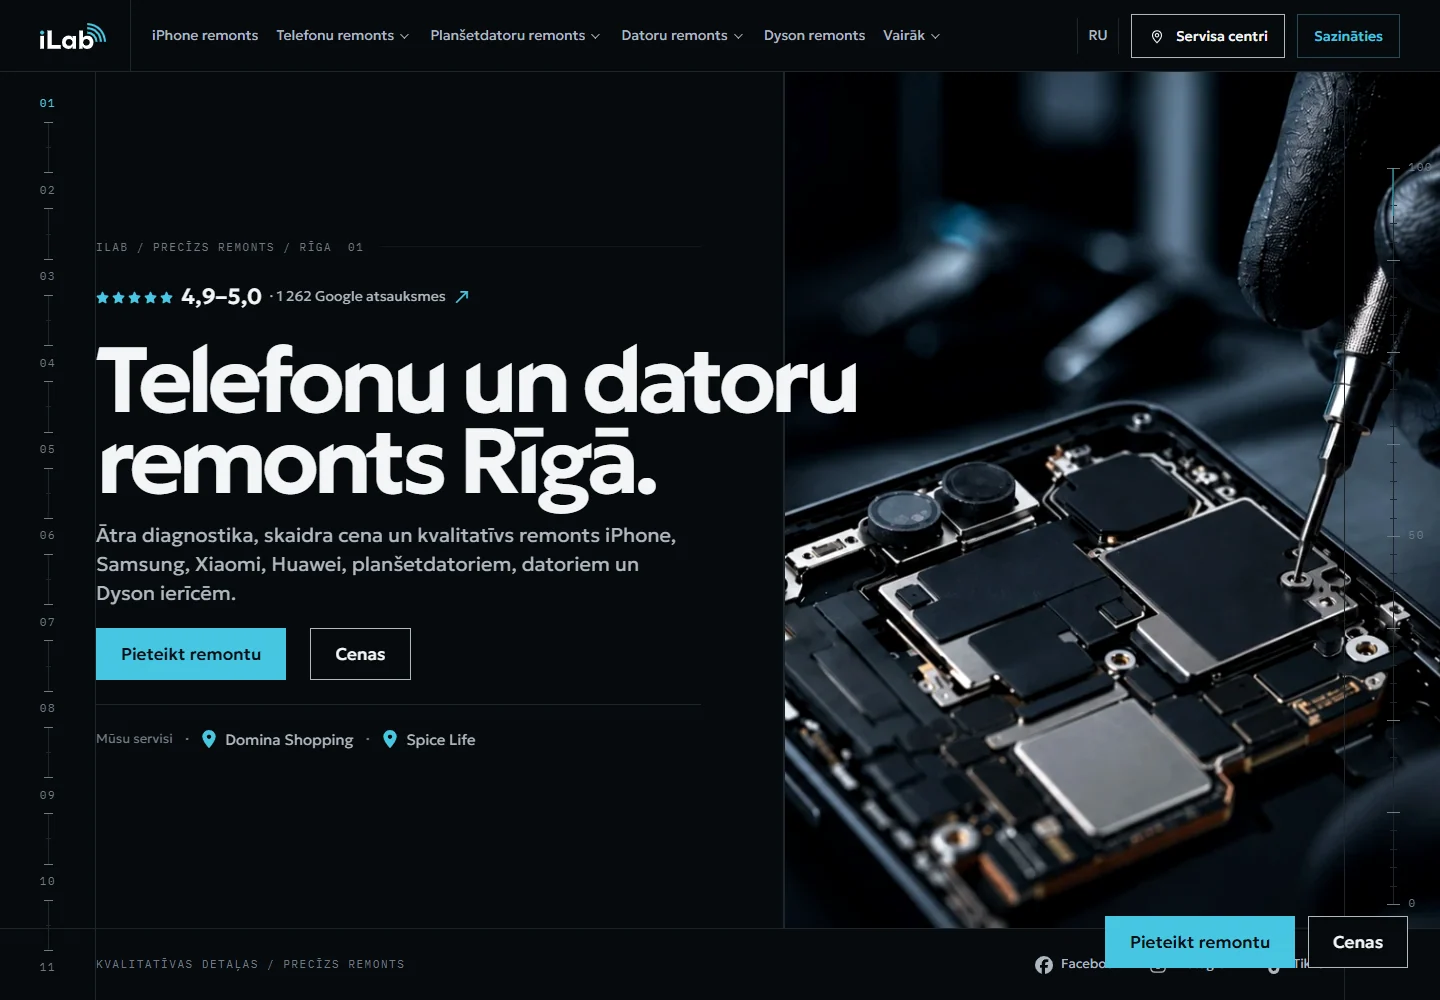 iLab
iPhone remonts
Telefonu remonts
Planšetdatoru remonts
Datoru remonts
Dyson remonts
Vairāk
RU
Servisa centri
Sazināties
01
02
03
04
05
06
07
08
09
10
11
ILAB / PRECĪZS REMONTS / RĪGA 01
4,9–5,0 · 1 262 Google atsauksmes
Telefonu un datoru
remonts Rīgā.
Ātra diagnostika, skaidra cena un kvalitatīvs remonts iPhone,
Samsung, Xiaomi, Huawei, planšetdatoriem, datoriem un
Dyson ierīcēm.
Pieteikt remontu
Cenas
Mūsu servisi · Domina Shopping · Spice Life
100
50
0
KVALITATĪVAS DETAĻAS / PRECĪZS REMONTS
Pieteikt remontu
Cenas